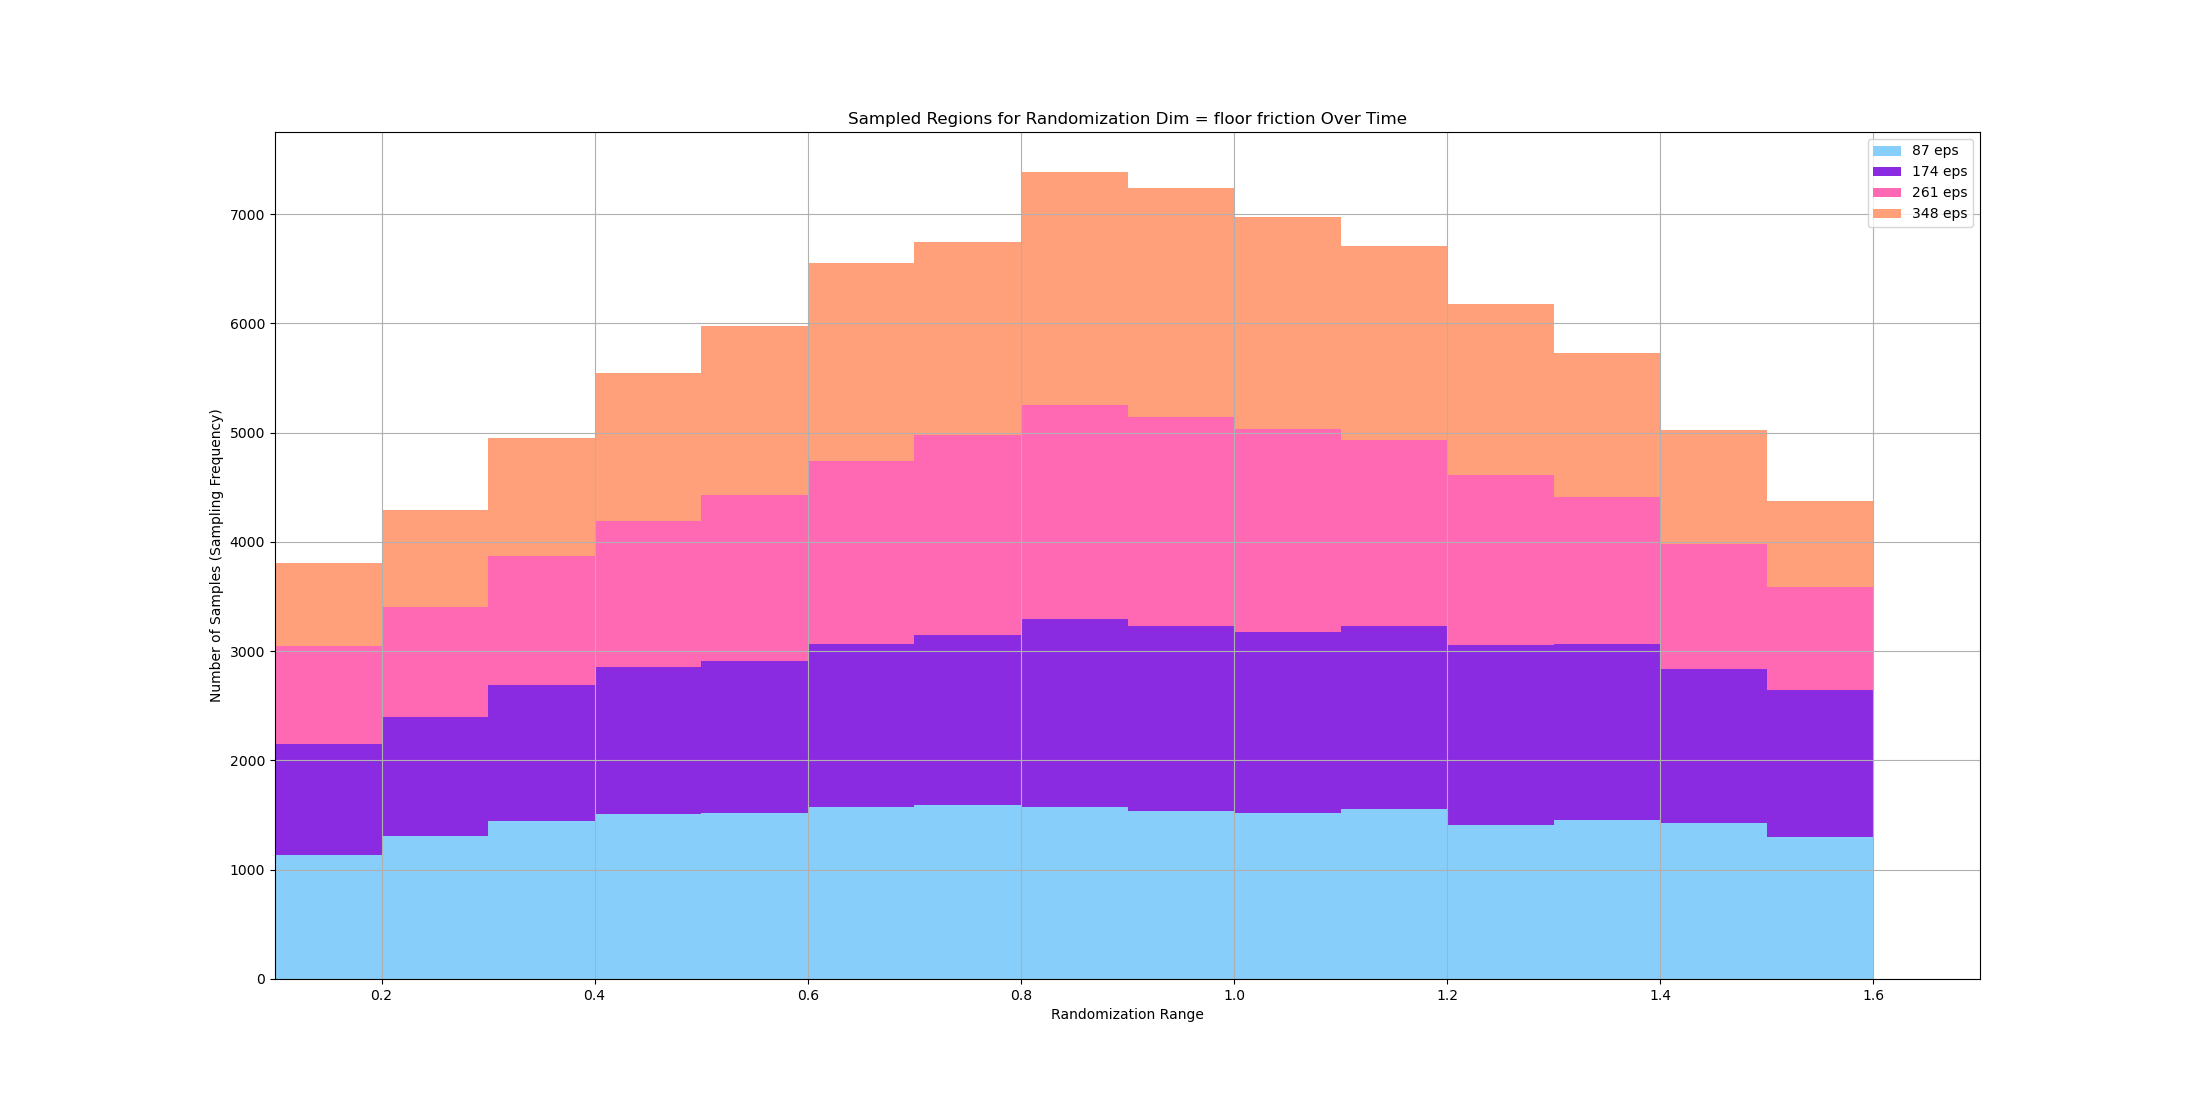 Sampled Regions for Randomization Dim = floor friction Over Time
87 eps
174 eps
261 eps
348 eps
Number of Samples (Sampling Frequency)
7000
6000
5000
4000
3000
2000
1000
0
0.2 0.4 0.6 0.8 1.0 1.2 1.4 1.6
Randomization Range